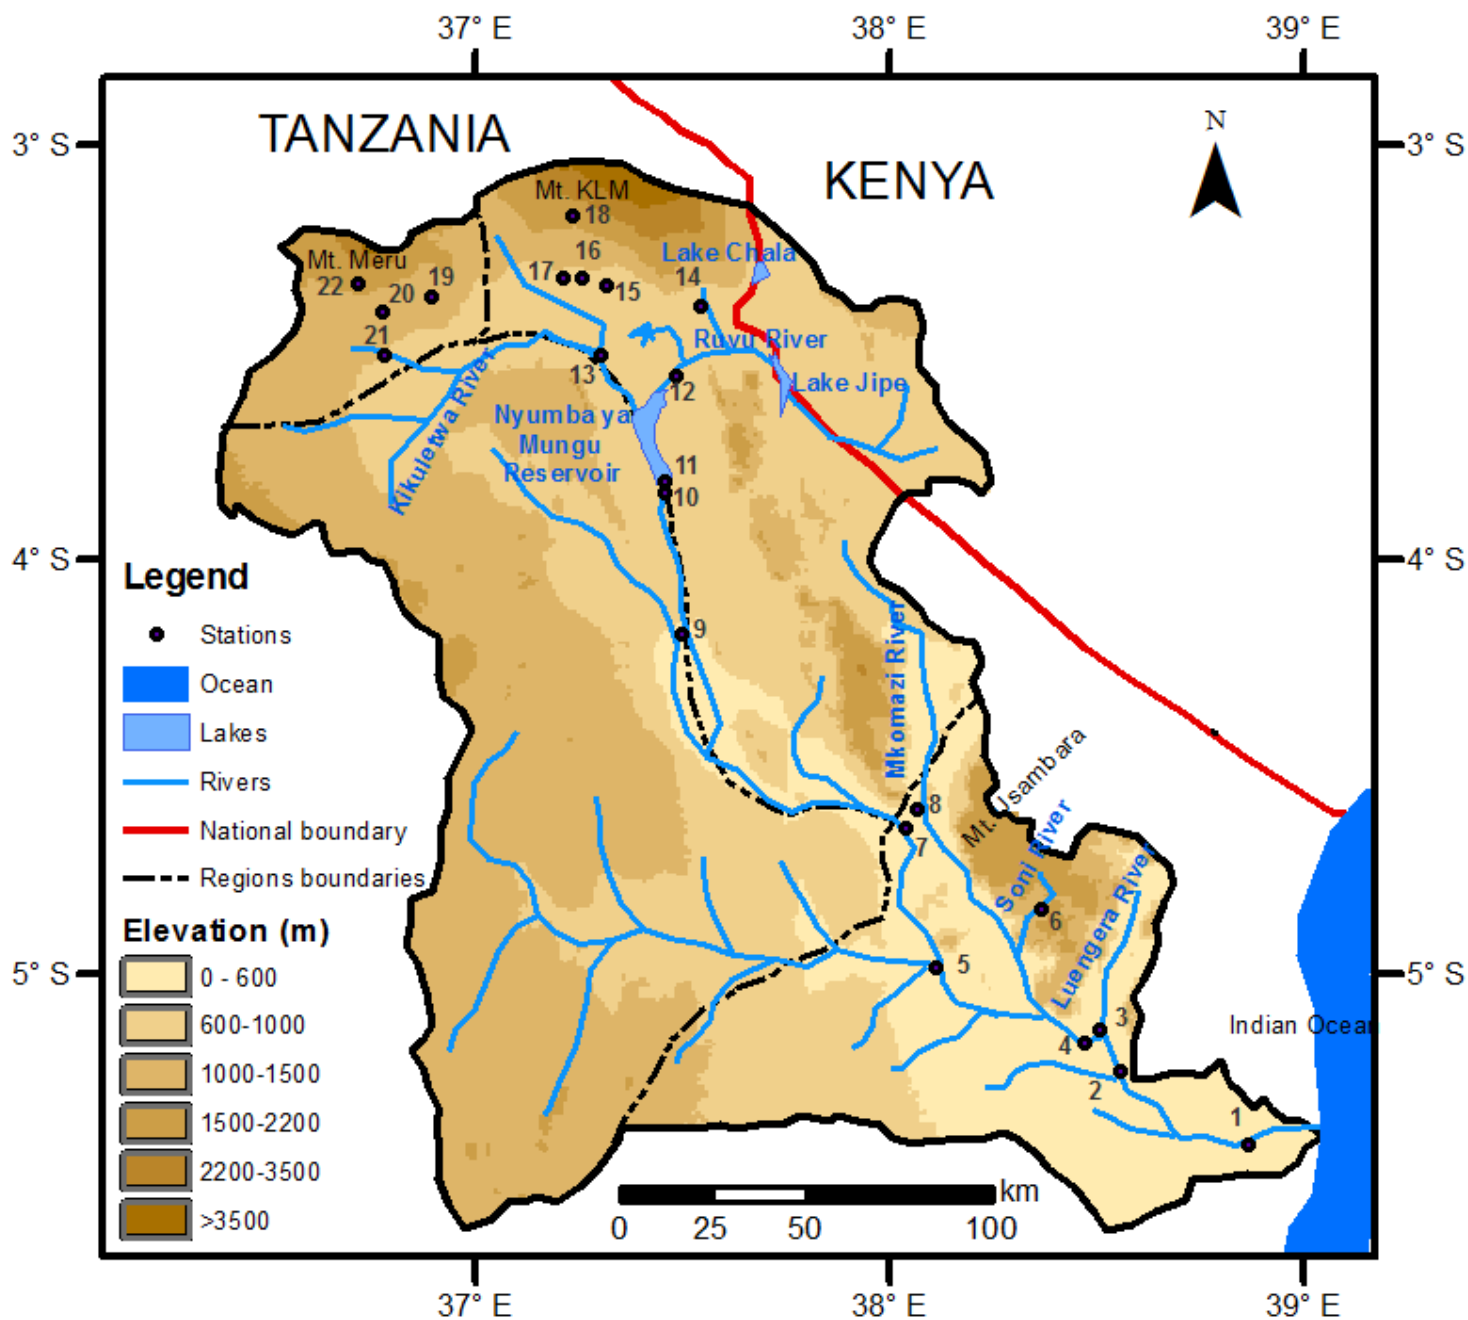 37° E
38° E
39° E
3° S
TANZANIA
KENYA
N
3° S
Mt. KLM
18
Mt. Meru
22
20
19
21
17
16
15
14
Lake Chala
Ruvu River
Lake Jipe
13
12
Nyumba ya
Mungu
Reservoir
Kikuletwa River
11
10
4° S
4° S
9
Mkomazi River
8
7
Mt. Usambara
Soni River
Luengera River
6
5
5° S
5° S
3
4
2
1
Indian Ocean
Legend
Stations
Ocean
Lakes
Rivers
National boundary
Regions boundaries
Elevation (m)
0 - 600
600-1000
1000-1500
1500-2200
2200-3500
>3500
km
0
25
50
100
37° E
38° E
39° E